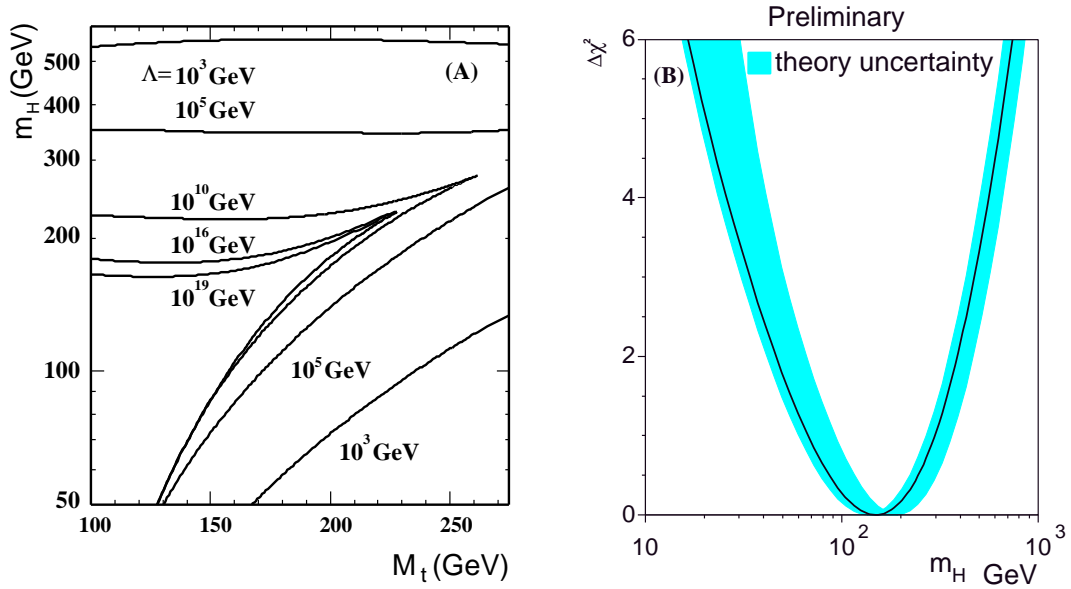 500
400
300
200
100
50
m_H (GeV)
Λ= 10^3 GeV
(A)
10^5 GeV
10^10 GeV
10^16 GeV
10^19 GeV
10^5 GeV
10^3 GeV
100 150 200 250
M_t (GeV)
Preliminary
Δχ²
6
4
2
0
(B)
theory uncertainty
10 10^2 10^3
m_H GeV